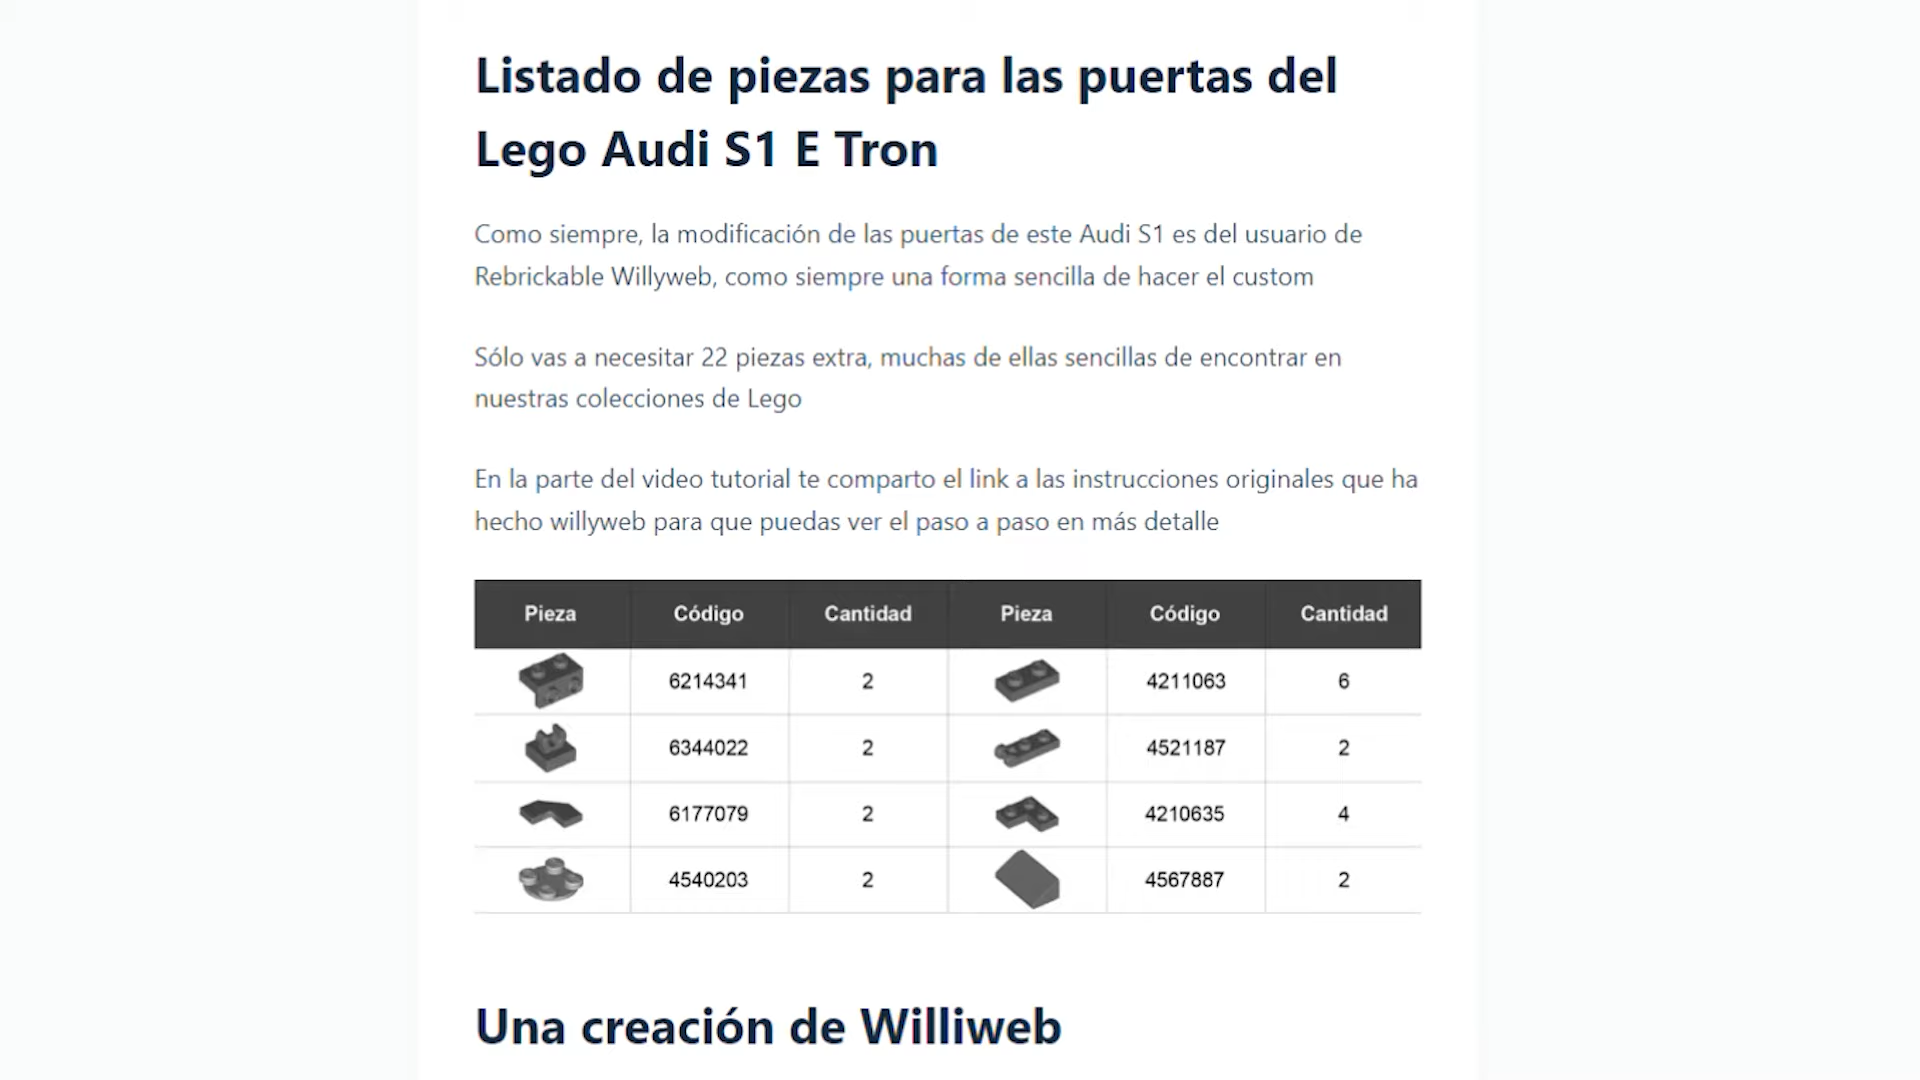 Listado de piezas para las puertas del
Lego Audi S1 E Tron
Como siempre, la modificación de las puertas de este Audi S1 es del usuario de
Rebrickable Willyweb, como siempre una forma sencilla de hacer el custom
Sólo vas a necesitar 22 piezas extra, muchas de ellas sencillas de encontrar en
nuestras colecciones de Lego
En la parte del video tutorial te comparto el link a las instrucciones originales que ha
hecho willyweb para que puedas ver el paso a paso en más detalle
Pieza Código Cantidad Pieza Código Cantidad
6214341 2 4211063 6
6344022 2 4521187 2
6177079 2 4210635 4
4540203 2 4567887 2
Una creación de Williweb